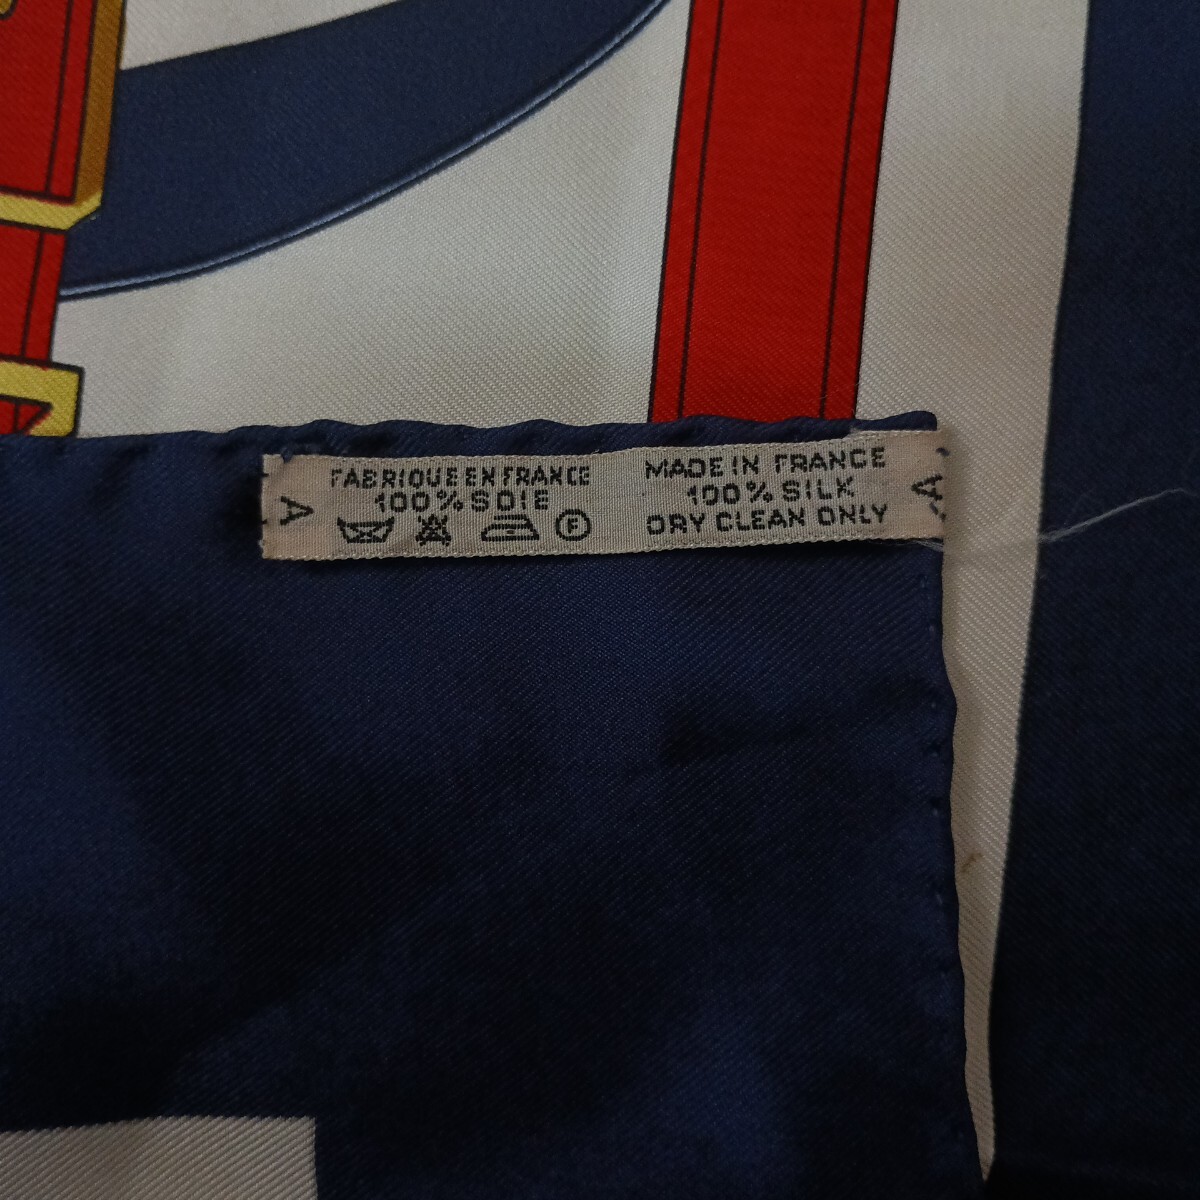 FABRIQUE EN FRANCE
100% SOIE
F
MADE IN FRANCE
100% SILK
DRY CLEAN ONLY
A
A